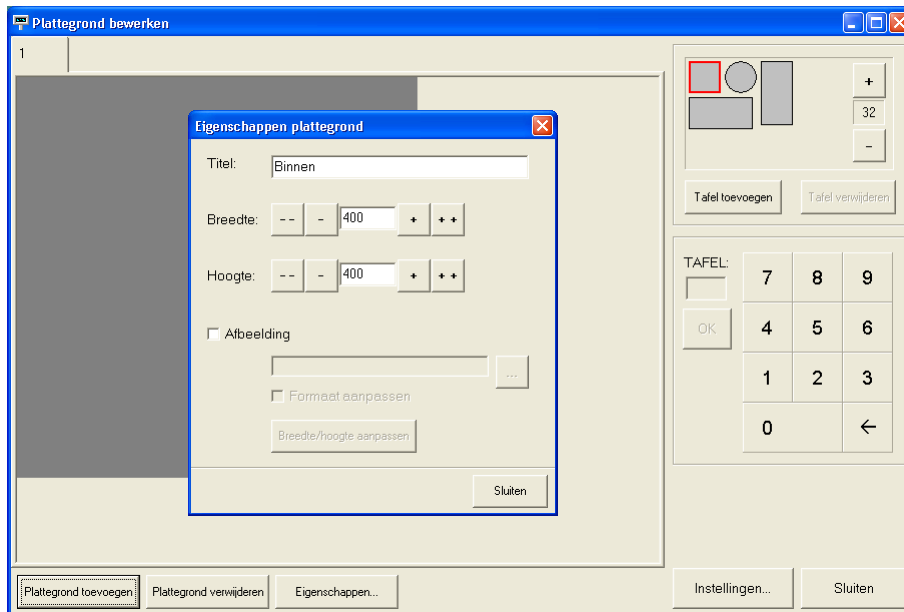 Plattegrond bewerken
1
Eigenschappen plattegrond
Titel: Binnen
Breedte: - - - 400 + + +
Hoogte: - - - 400 + + +
Afbeelding
...
Formaat aanpassen
Breedte/hoogte aanpassen
Sluiten
+
32
-
Tafel toevoegen Tafel verwijderen
TAFEL:
7 8 9
OK 4 5 6
1 2 3
0 ←
Plattegrond toevoegen Plattegrond verwijderen Eigenschappen... Instellingen... Sluiten